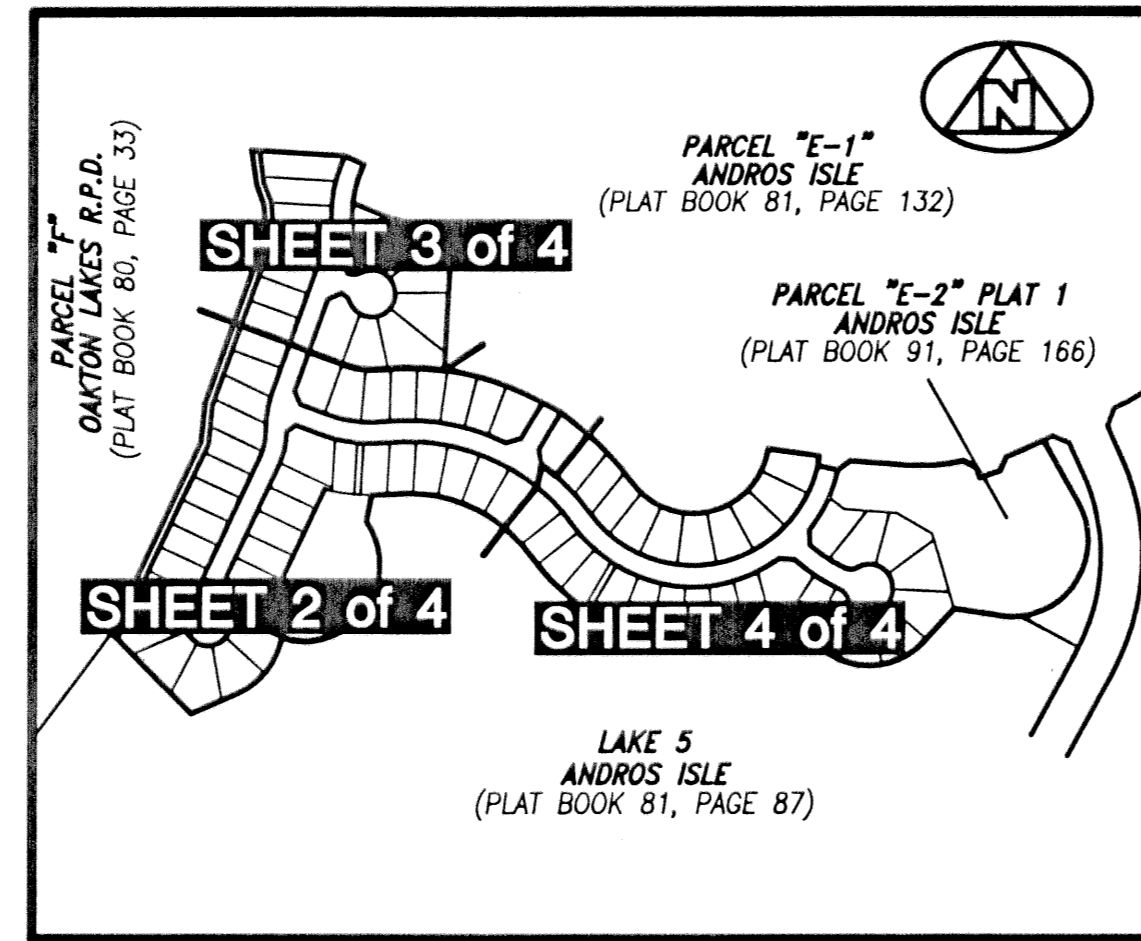 N
PARCEL "E-1"
ANDROS ISLE
(PLAT BOOK 81, PAGE 132)
PARCEL "F"
OAKTON LAKES R.P.D.
(PLAT BOOK 80, PAGE 33)
SHEET 3 of 4
PARCEL "E-2" PLAT 1
ANDROS ISLE
(PLAT BOOK 91, PAGE 166)
SHEET 2 of 4
SHEET 4 of 4
LAKE 5
ANDROS ISLE
(PLAT BOOK 81, PAGE 87)